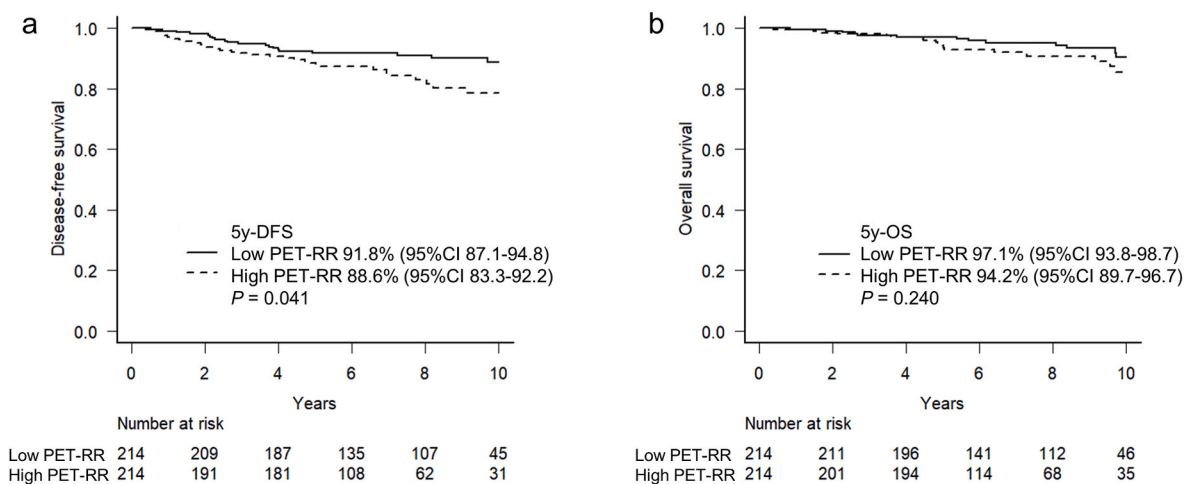 a
Disease-free survival
1.0
0.8
0.6
0.4
0.2
0.0
5y-DFS
Low PET-RR 91.8% (95%CI 87.1-94.8)
High PET-RR 88.6% (95%CI 83.3-92.2)
P = 0.041
0 2 4 6 8 10
Years
Number at risk
Low PET-RR 214 209 187 135 107 45
High PET-RR 214 191 181 108 62 31
b
Overall survival
1.0
0.8
0.6
0.4
0.2
0.0
5y-OS
Low PET-RR 97.1% (95%CI 93.8-98.7)
High PET-RR 94.2% (95%CI 89.7-96.7)
P = 0.240
0 2 4 6 8 10
Years
Number at risk
Low PET-RR 214 211 196 141 112 46
High PET-RR 214 201 194 114 68 35